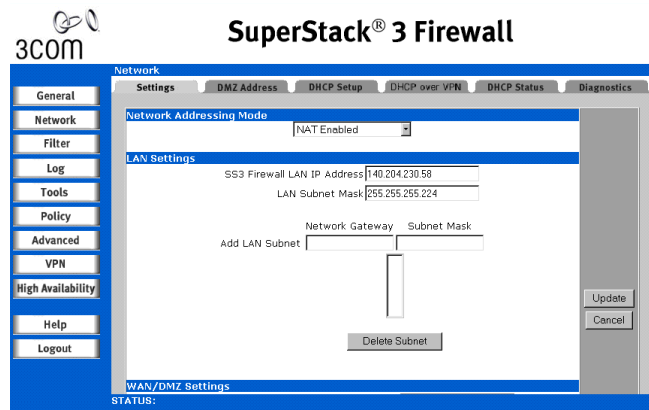 3COM
SuperStack® 3 Firewall
Network
Settings DMZ Address DHCP Setup DHCP over VPN DHCP Status Diagnostics
General
Network
Filter
Log
Tools
Policy
Advanced
VPN
High Availability
Help
Logout
Network Addressing Mode
NAT Enabled
LAN Settings
SS3 Firewall LAN IP Address 140.204.230.58
LAN Subnet Mask 255.255.255.224
Network Gateway Subnet Mask
Add LAN Subnet
Delete Subnet
Update
Cancel
WAN/DMZ Settings
STATUS: